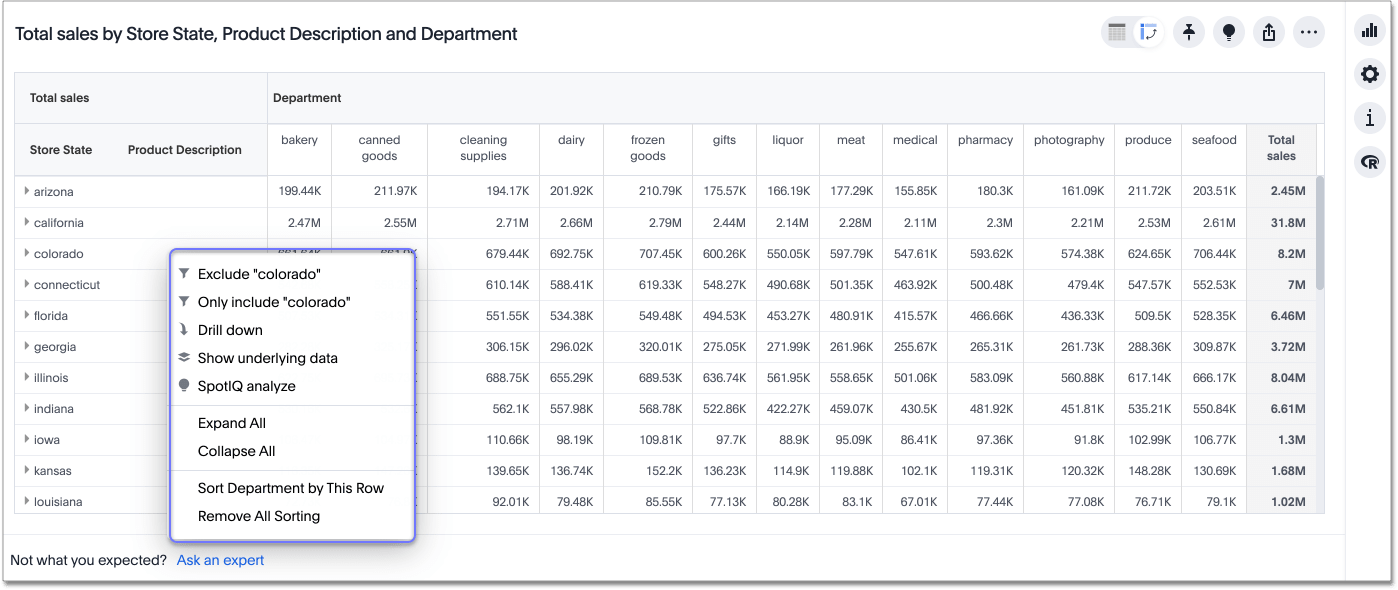 Total sales by Store State, Product Description and Department
Total sales Department
Store State Product Description bakery canned goods cleaning supplies dairy frozen goods gifts liquor meat medical pharmacy photography produce seafood Total sales
arizona 199.44K 211.97K 194.17K 201.92K 210.79K 175.57K 166.19K 177.29K 155.85K 180.3K 161.09K 211.72K 203.51K 2.45M
california 2.47M 2.55M 2.71M 2.66M 2.79M 2.44M 2.14M 2.28M 2.11M 2.3M 2.21M 2.53M 2.61M 31.8M
colorado 679.44K 692.75K 707.45K 600.26K 550.05K 597.79K 547.61K 593.62K 574.38K 624.65K 706.44K 8.2M
connecticut 610.14K 588.41K 619.33K 548.27K 490.68K 501.35K 463.92K 500.48K 479.4K 547.57K 552.53K 7M
florida 551.55K 534.38K 549.48K 494.53K 453.27K 480.91K 415.57K 466.66K 436.33K 509.5K 528.35K 6.46M
georgia 306.15K 296.02K 320.01K 275.05K 271.99K 261.96K 255.67K 265.31K 261.73K 288.36K 309.87K 3.72M
illinois 688.75K 655.29K 689.53K 636.74K 561.95K 558.65K 501.06K 583.09K 560.88K 617.14K 666.17K 8.04M
indiana 562.1K 557.98K 568.78K 522.86K 422.27K 459.07K 430.5K 481.92K 451.81K 535.21K 550.84K 6.61M
iowa 110.66K 98.19K 109.81K 97.7K 88.9K 95.09K 86.41K 97.36K 91.8K 102.99K 106.77K 1.3M
kansas 139.65K 136.74K 152.2K 136.23K 114.9K 119.88K 102.1K 119.31K 120.32K 148.28K 130.69K 1.68M
louisiana 92.01K 79.48K 85.55K 77.13K 80.28K 83.1K 67.01K 77.44K 77.08K 76.71K 79.1K 1.02M
Exclude "colorado"
Only include "colorado"
Drill down
Show underlying data
SpotIQ analyze
Expand All
Collapse All
Sort Department by This Row
Remove All Sorting
Not what you expected? Ask an expert